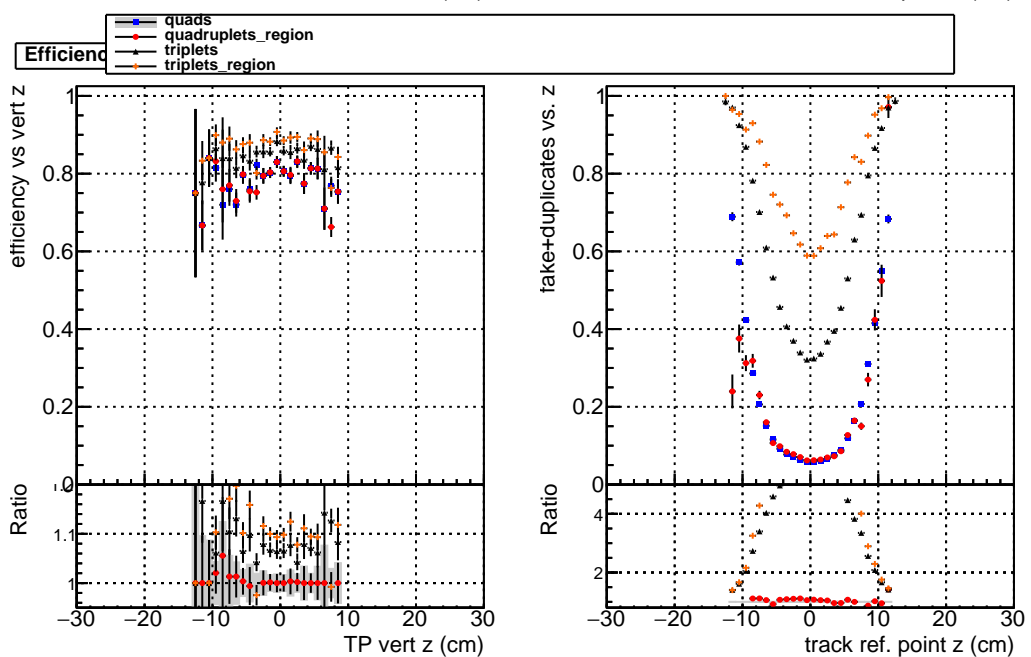 quads
quadruplets_region
triplets
triplets_region
efficiency vs vert z
1
0.8
0.6
0.4
0.2
0
Ratio
1.1
1
−30 −20 −10 0 10 20 30
TP vert z (cm)
fake+duplicates vs. z
1
0.8
0.6
0.4
0.2
0
Ratio
4
2
−30 −20 −10 0 10 20 30
track ref. point z (cm)